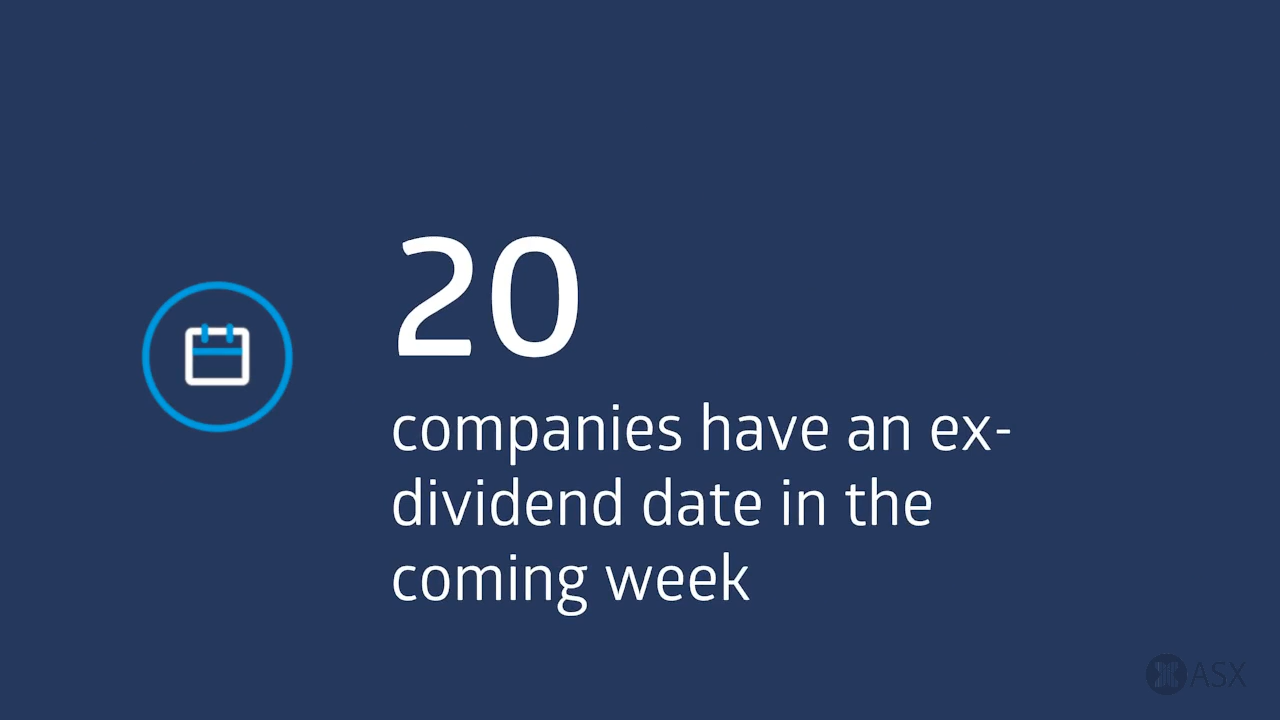 20
companies have an ex-
dividend date in the
coming week
ASX